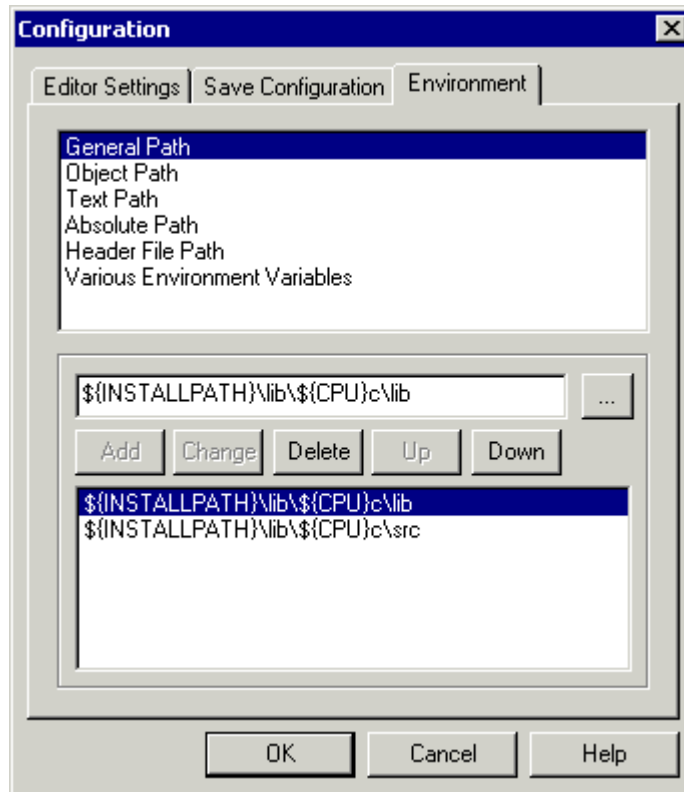 Configuration
Editor Settings Save Configuration Environment
General Path
Object Path
Text Path
Absolute Path
Header File Path
Various Environment Variables
${INSTALLPATH}\lib\${CPU}c\lib ...
Add Change Delete Up Down
${INSTALLPATH}\lib\${CPU}c\lib
${INSTALLPATH}\lib\${CPU}c\src
OK Cancel Help